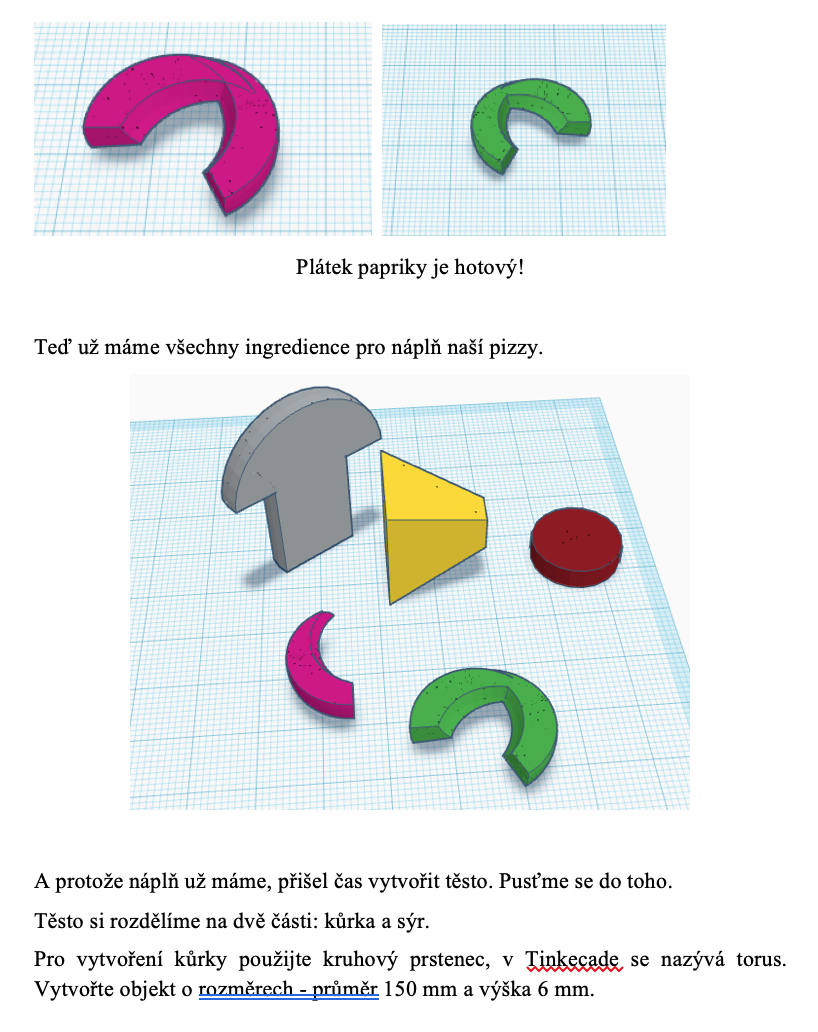 Plátek papriky je hotový!
Teď už máme všechny ingredience pro náplň naší pizzy.
A protože náplň už máme, přišel čas vytvořit těsto. Pusťme se do toho.
Těsto si rozdělíme na dvě části: kůrka a sýr.
Pro vytvoření kůrky použijte kruhový prstenec, v Tinkecade se nazývá torus.
Vytvořte objekt o rozměrech - průměr 150 mm a výška 6 mm.